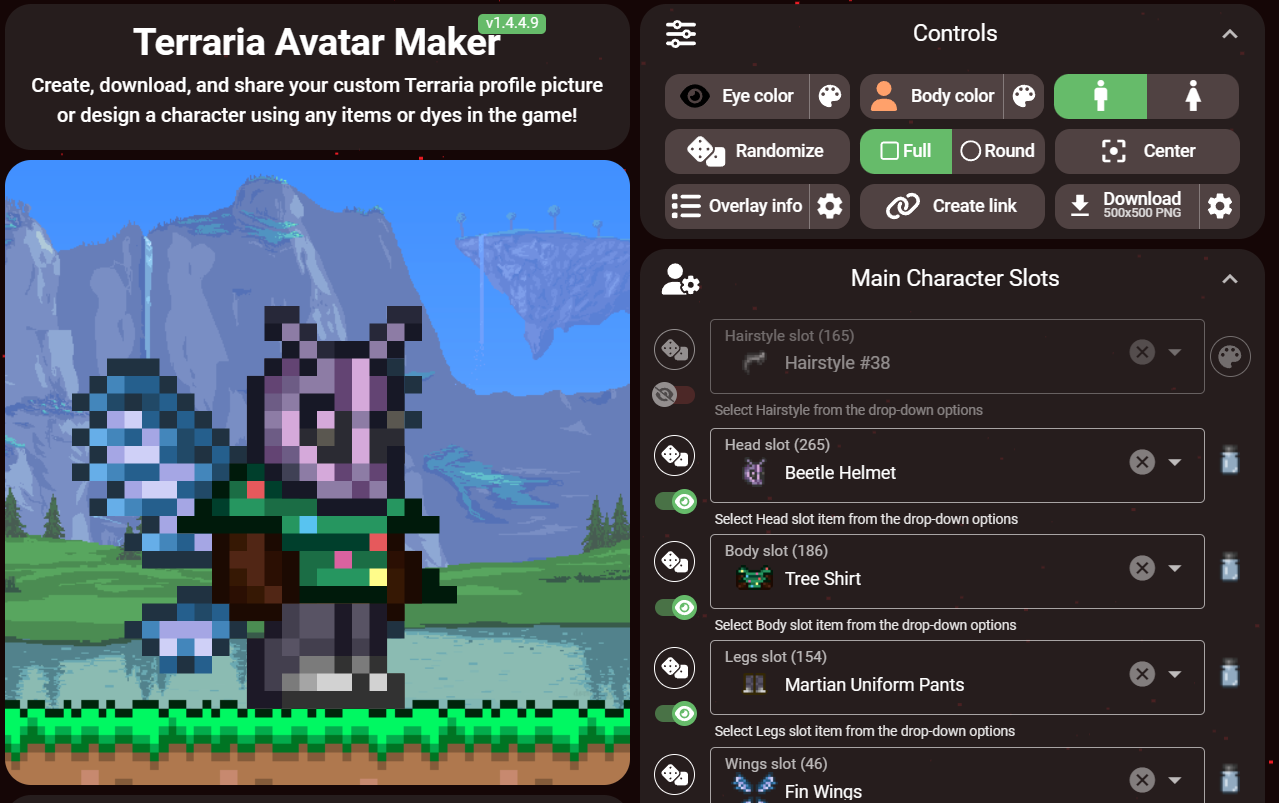 v1.4.4.9
Terraria Avatar Maker
Create, download, and share your custom Terraria profile picture
or design a character using any items or dyes in the game!
Controls
Eye color
Body color
Randomize
Full
Round
Center
Overlay info
Create link
Download
500x500 PNG
Main Character Slots
Hairstyle slot (165)
Hairstyle #38
Select Hairstyle from the drop-down options
Head slot (265)
Beetle Helmet
Select Head slot item from the drop-down options
Body slot (186)
Tree Shirt
Select Body slot item from the drop-down options
Legs slot (154)
Martian Uniform Pants
Select Legs slot item from the drop-down options
Wings slot (46)
Fin Wings